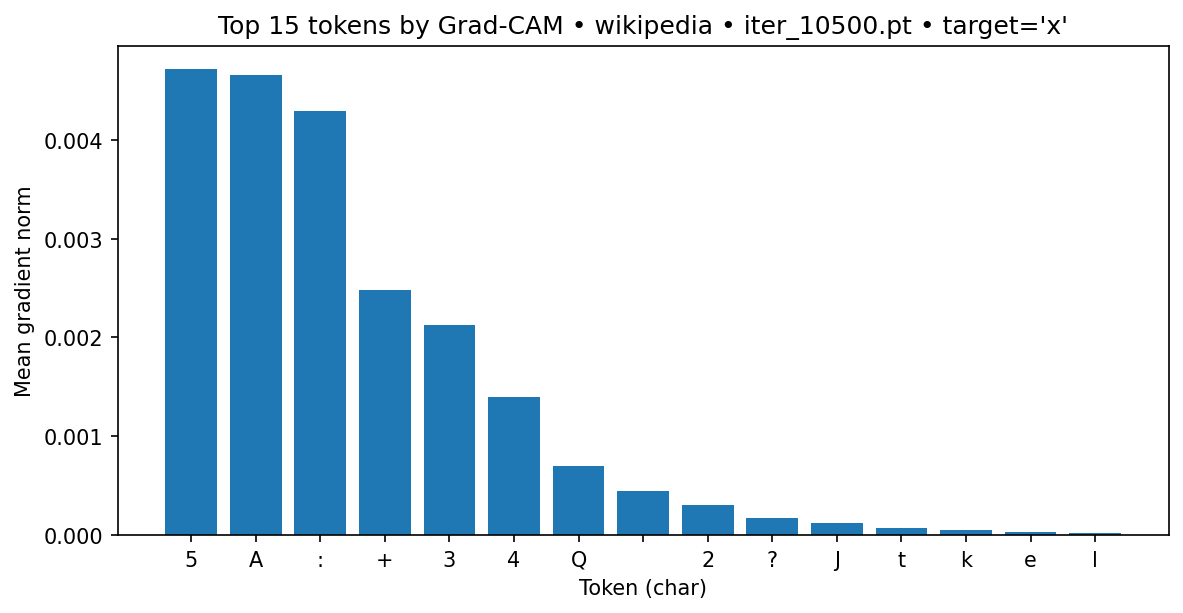 Top 15 tokens by Grad-CAM • wikipedia • iter_10500.pt • target='x'
Mean gradient norm
0.004
0.003
0.002
0.001
0.000
5 A : + 3 4 Q 2 ? J t k e l
Token (char)